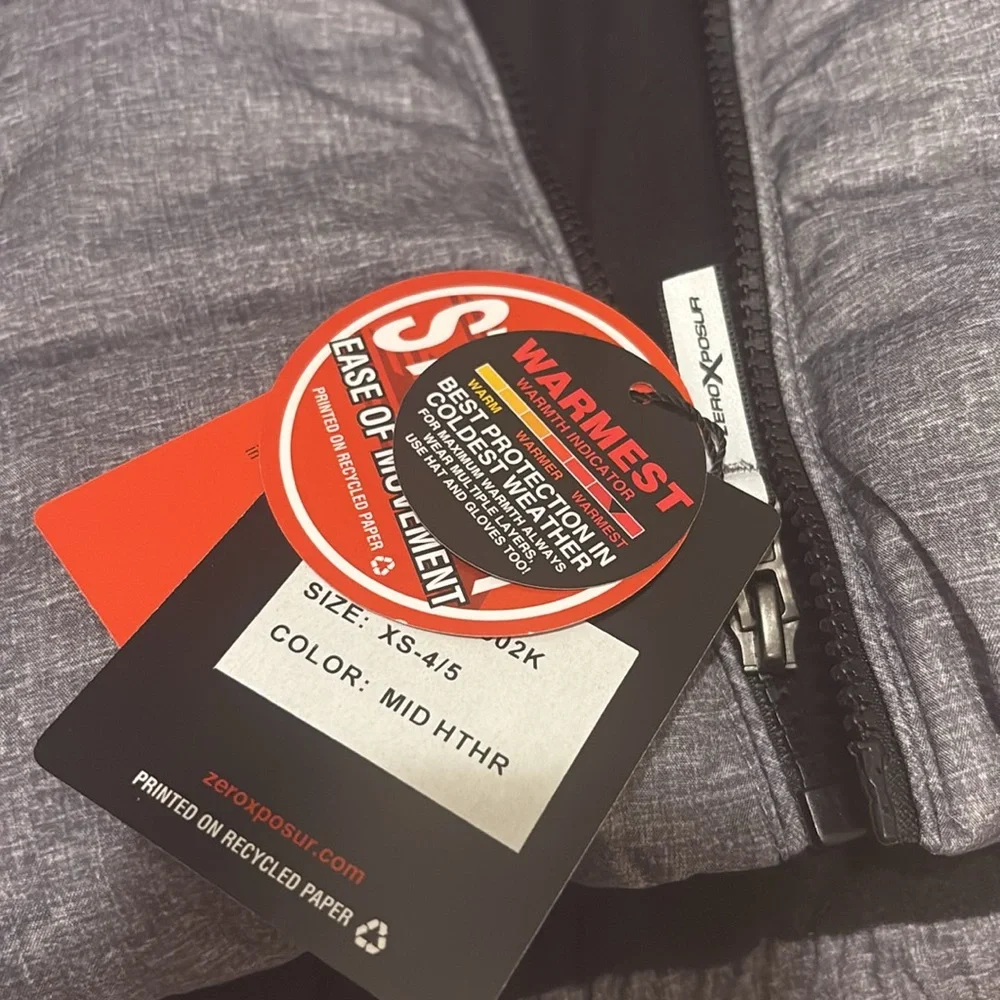 EASE OF MOVEMENT
PRINTED ON RECYCLED PAPER
WARMEST
WARMTH INDICATOR
WARM WARMER WARMEST
BEST PROTECTION IN
COLDEST WEATHER
FOR MAXIMUM WARMTH ALWAYS
WEAR MULTIPLE LAYERS,
USE HAT AND GLOVES TOO!
ZEROXPOSUR
02K
SIZE: XS-4/5
COLOR: MID HTHR
zeroxposur.com
PRINTED ON RECYCLED PAPER